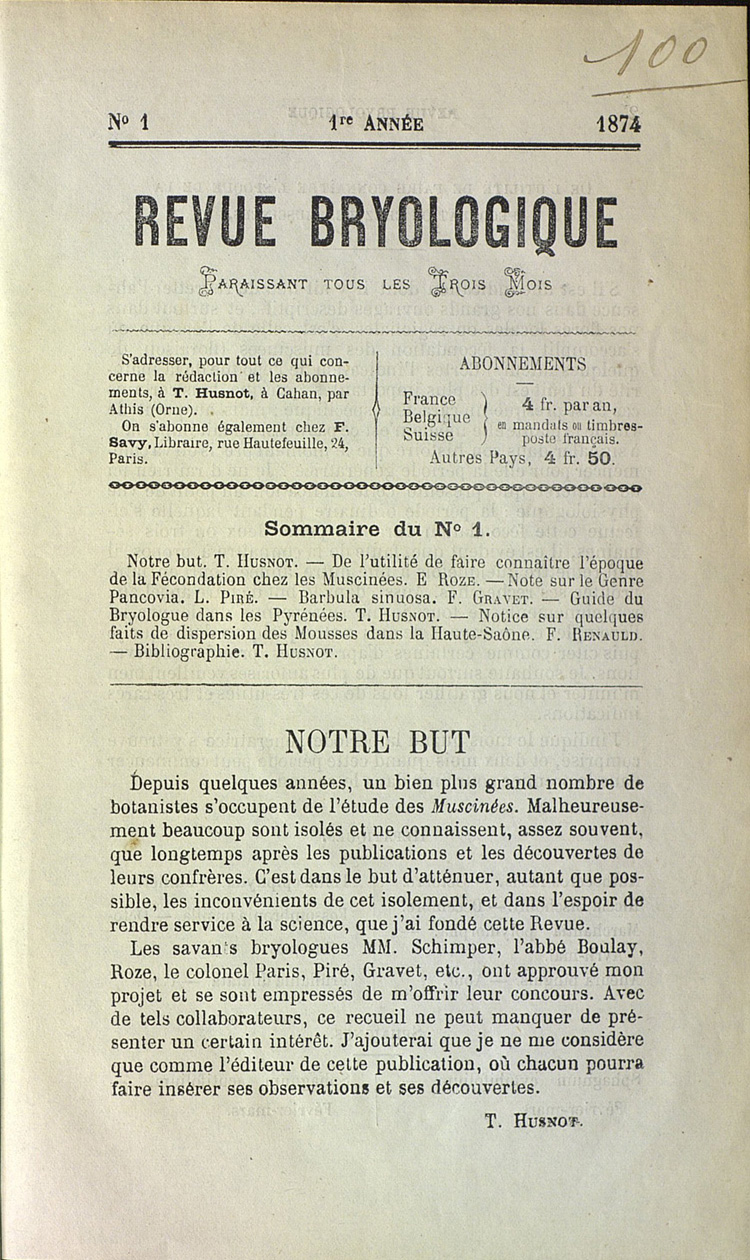 100
Nº 1 1re ANNÉE 1874
REVUE BRYOLOGIQUE
PARAISSANT TOUS LES TROIS MOIS
S'adresser, pour tout ce qui con-
cerne la rédaction et les abonne-
ments, à T. Husnot, à Cahan, par
Athis (Orne).
On s'abonne également chez F.
Savy, Libraire, rue Hautefeuille, 24,
Paris.
ABONNEMENTS
France
Belgique
Suisse
4 fr. par an,
en mandats ou timbres-
poste français.
Autres Pays, 4 fr. 50.
Sommaire du Nº 1.
Notre but. T. HUSNOT. — De l'utilité de faire connaître l'époque
de la Fécondation chez les Muscinées. E ROZE. — Note sur le Genre
Pancovia. L. PIRÉ. — Barbula sinuosa. F. GRAVET. — Guide du
Bryologue dans les Pyrénées. T. HUSNOT. — Notice sur quelques
faits de dispersion des Mousses dans la Haute-Saône. F. RENAULD.
— Bibliographie. T. HUSNOT.
NOTRE BUT
Depuis quelques années, un bien plus grand nombre de
botanistes s'occupent de l'étude des Muscinées. Malheureuse-
ment beaucoup sont isolés et ne connaissent, assez souvent,
que longtemps après les publications et les découvertes de
leurs confrères. C'est dans le but d'atténuer, autant que pos-
sible, les inconvénients de cet isolement, et dans l'espoir de
rendre service à la science, que j'ai fondé cette Revue.
Les savants bryologues MM. Schimper, l'abbé Boulay,
Roze, le colonel Paris, Piré, Gravet, etc., ont approuvé mon
projet et se sont empressés de m'offrir leur concours. Avec
de tels collaborateurs, ce recueil ne peut manquer de pré-
senter un certain intérêt. J'ajouterai que je ne me considère
que comme l'éditeur de cette publication, où chacun pourra
faire insérer ses observations et ses découvertes.
T. HUSNOT.